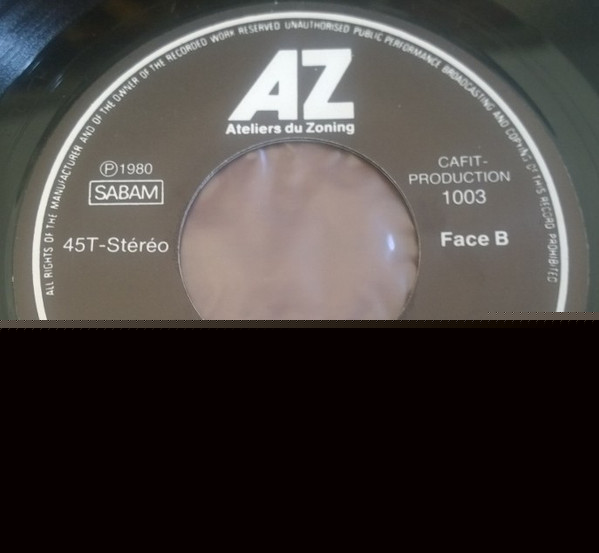 ALL RIGHTS OF THE MANUFACTURER AND OF THE OWNER OF THE RECORDED WORK RESERVED UNAUTHORISED PUBLIC PERFORMANCE BROADCASTING AND COPYING OF THIS RECORD PROHIBITED
AZ
Ateliers du Zoning
℗1980
SABAM
45T-Stéréo
CAFIT-
PRODUCTION
1003
Face B